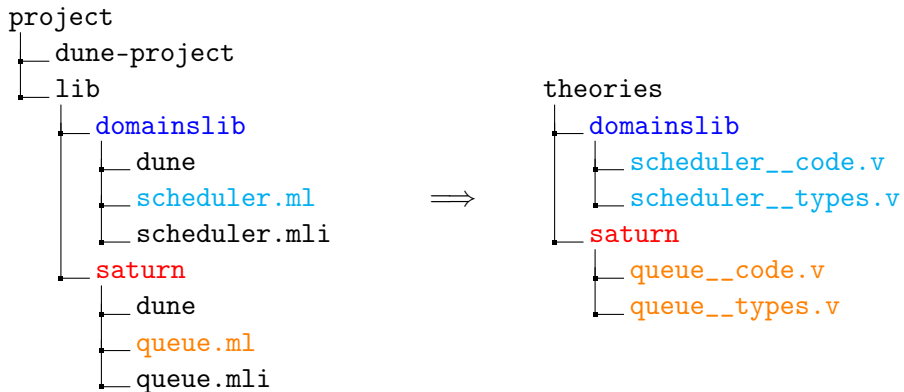 project
dune-project
lib
domainslib
dune
scheduler.ml
scheduler.mli
saturn
dune
queue.ml
queue.mli
⟹
theories
domainslib
scheduler__code.v
scheduler__types.v
saturn
queue__code.v
queue__types.v